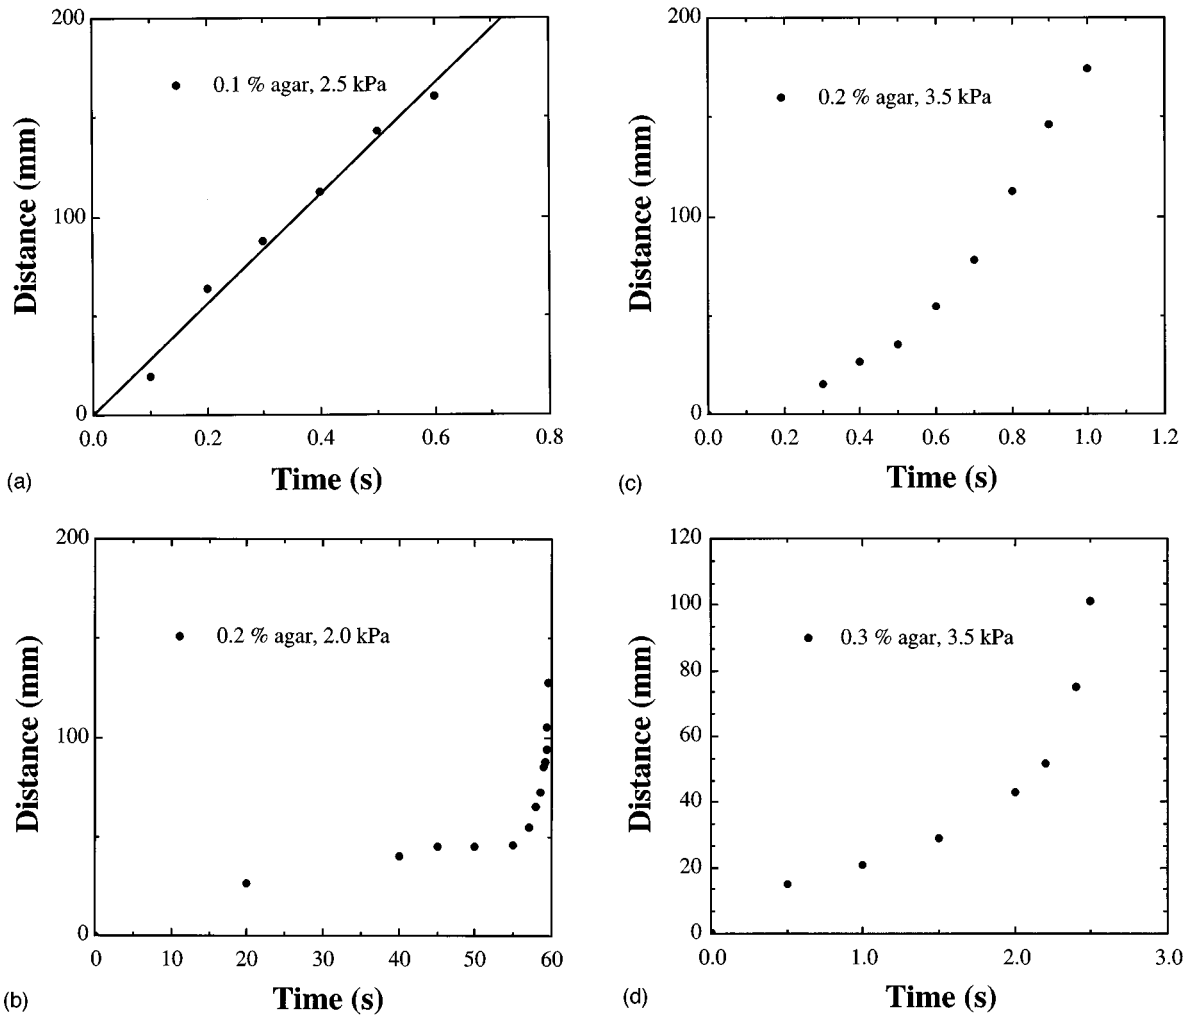 200
100
0
Distance (mm)
0.1 % agar, 2.5 kPa
0.0 0.2 0.4 0.6 0.8
Time (s)
(a)
200
100
0
Distance (mm)
0.2 % agar, 3.5 kPa
0.0 0.2 0.4 0.6 0.8 1.0 1.2
Time (s)
(c)
200
100
0
Distance (mm)
0.2 % agar, 2.0 kPa
0 10 20 30 40 50 60
Time (s)
(b)
120
100
80
60
40
20
0
Distance (mm)
0.3 % agar, 3.5 kPa
0.0 1.0 2.0 3.0
Time (s)
(d)